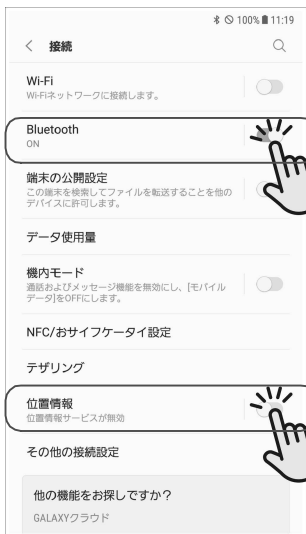 100% 11:19
接続
Wi-Fi
Wi-Fiネットワークに接続します。
Bluetooth
ON
端末の公開設定
この端末を検索してファイルを転送することを他の
デバイスに許可します。
データ使用量
機内モード
通話およびメッセージ機能を無効にし、[モバイル
データ]をOFFにします。
NFC/おサイフケータイ設定
テザリング
位置情報
位置情報サービスが無効
その他の接続設定
他の機能をお探しですか？
GALAXYクラウド